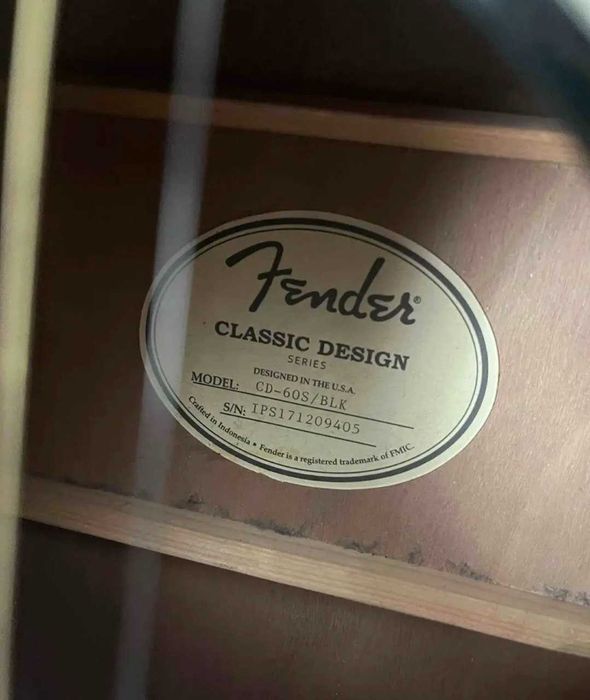 Fender®
CLASSIC DESIGN
SERIES
DESIGNED IN THE U.S.A.
MODEL: CD-60S/BLK
S/N: IPS171209405
Crafted in Indonesia • Fender is a registered trademark of FMIC.